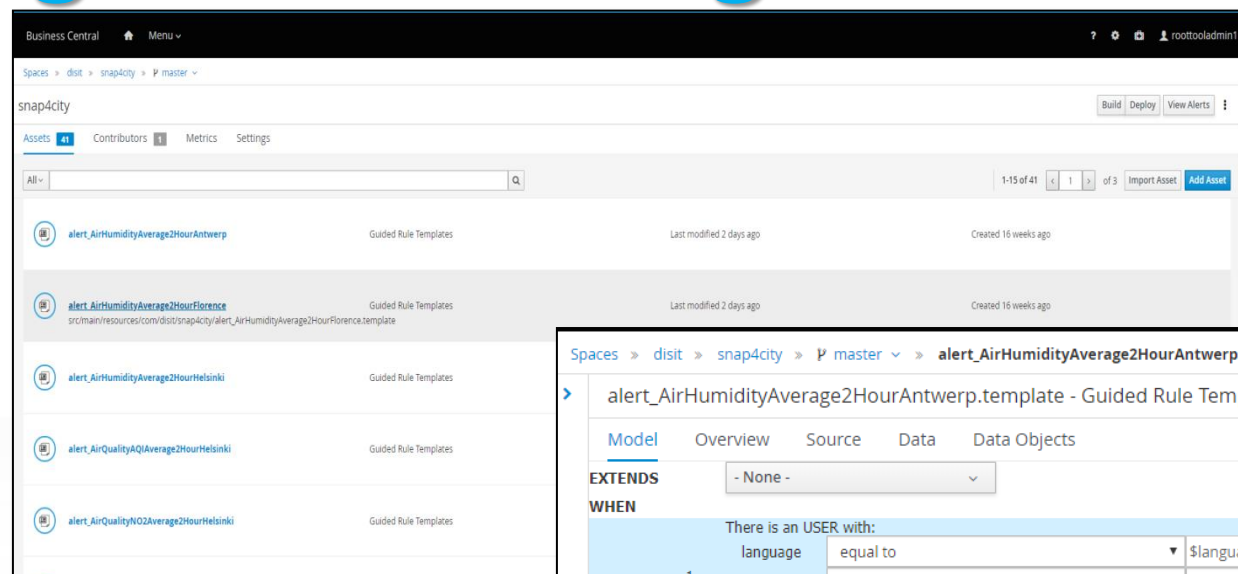 Business Central Menu ? roottooladmin1
Spaces » disit » snap4city » master
snap4city Build Deploy View Alerts
Assets 41 Contributors 1 Metrics Settings
All 1-15 of 41 < 1 > of 3 Import Asset Add Asset
alert_AirHumidityAverage2HourAntwerp Guided Rule Templates Last modified 2 days ago Created 16 weeks ago
alert_AirHumidityAverage2HourFlorence Guided Rule Templates Last modified 2 days ago Created 16 weeks ago
src/main/resources/com/disit/snap4city/alert_AirHumidityAverage2HourFlorence.template
alert_AirHumidityAverage2HourHelsinki Guided Rule Templates
alert_AirQualityAQIAverage2HourHelsinki Guided Rule Templates
alert_AirQualityNO2Average2HourHelsinki Guided Rule Templates
Spaces » disit » snap4city » master » alert_AirHumidityAverage2HourAntwerp
alert_AirHumidityAverage2HourAntwerp.template - Guided Rule Tem
Model Overview Source Data Data Objects
EXTENDS - None -
WHEN
There is an USER with:
language equal to $langua